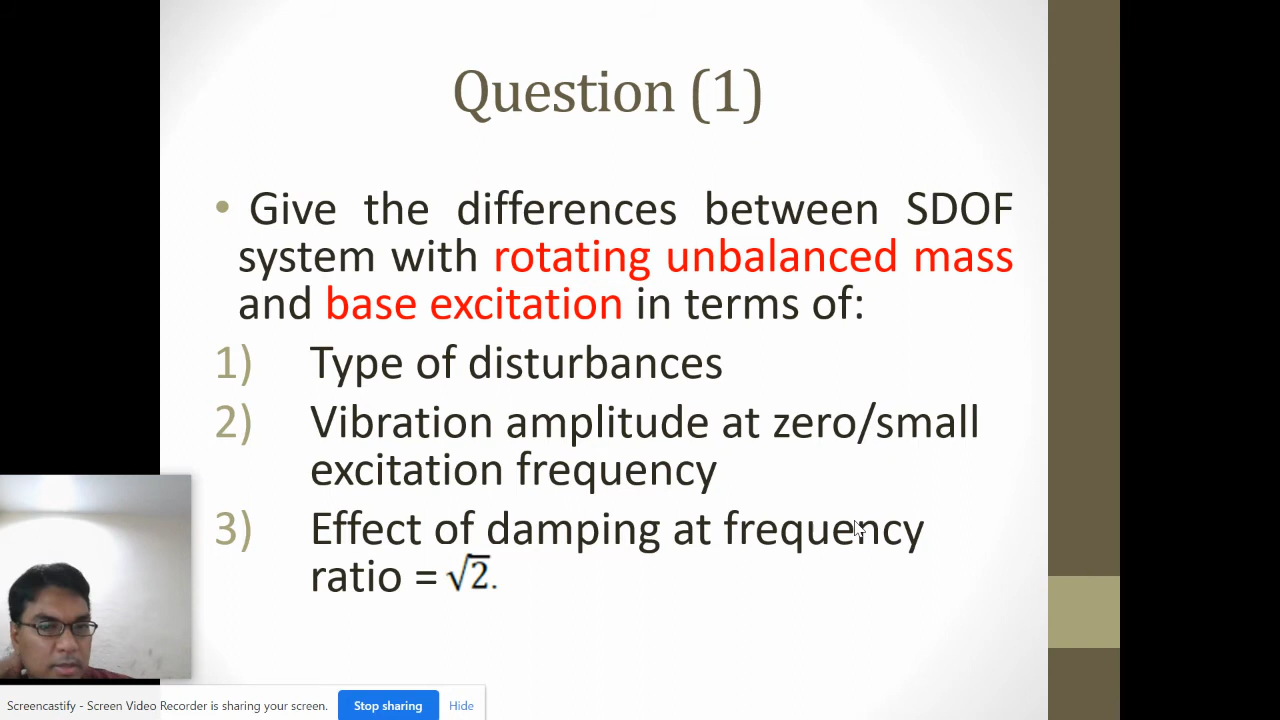 Question (1)
• Give the differences between SDOF
system with rotating unbalanced mass
and base excitation in terms of:
1) Type of disturbances
2) Vibration amplitude at zero/small
excitation frequency
3) Effect of damping at frequency
ratio = √2.
Screencastify - Screen Video Recorder is sharing your screen. Stop sharing Hide